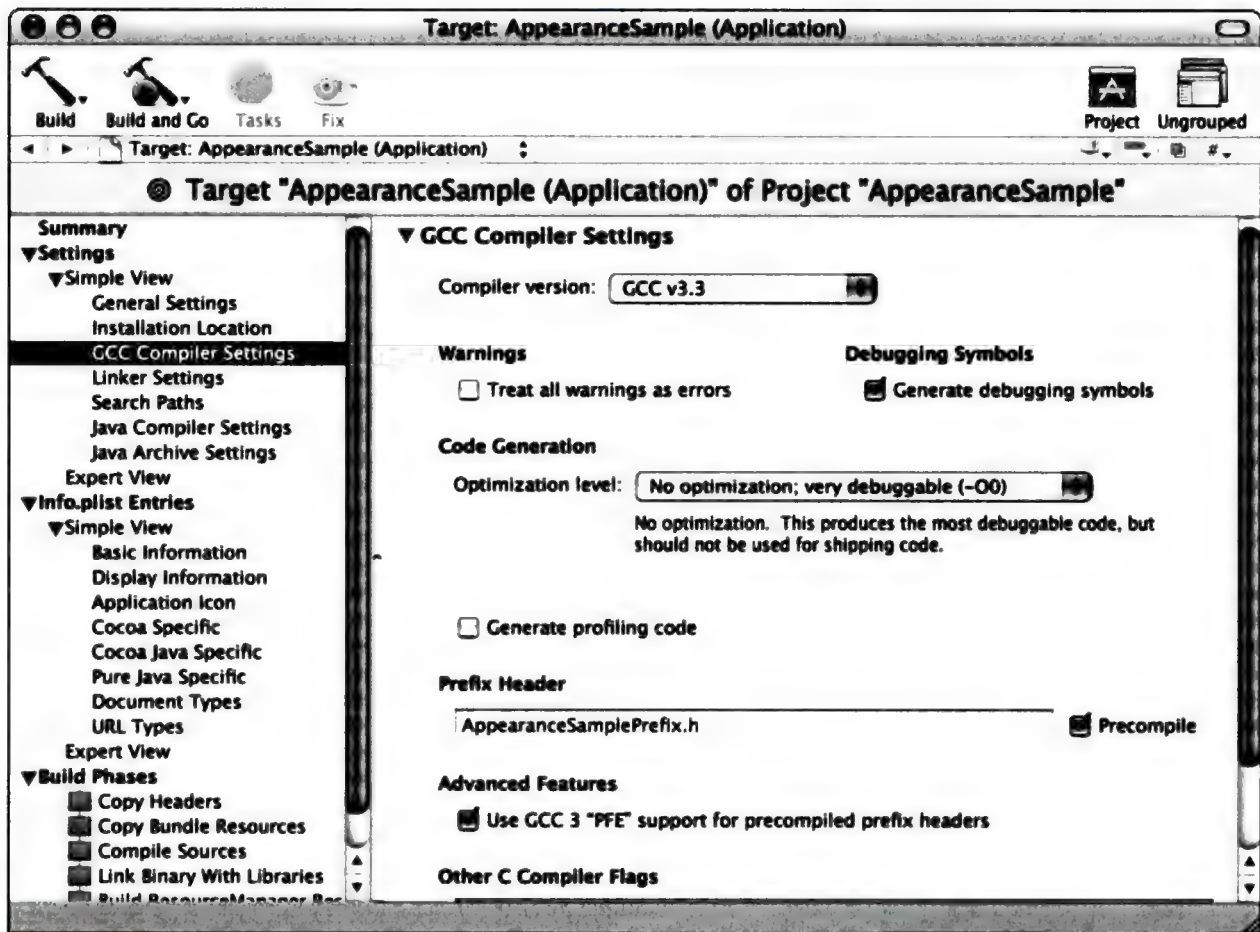 Target: AppearanceSample (Application)
Build
Build and Go
Tasks
Fix
Project
Ungrouped
Target: AppearanceSample (Application)
#
Target "AppearanceSample (Application)" of Project "AppearanceSample"
Summary
Settings
Simple View
General Settings
Installation Location
GCC Compiler Settings
Linker Settings
Search Paths
Java Compiler Settings
Java Archive Settings
Expert View
Info.plist Entries
Simple View
Basic Information
Display Information
Application Icon
Cocoa Specific
Cocoa Java Specific
Pure Java Specific
Document Types
URL Types
Expert View
Build Phases
Copy Headers
Copy Bundle Resources
Compile Sources
Link Binary With Libraries
Build ResourceManager Res
GCC Compiler Settings
Compiler version: GCC v3.3
Warnings
Treat all warnings as errors
Debugging Symbols
Generate debugging symbols
Code Generation
Optimization level: No optimization; very debuggable (-O0)
No optimization. This produces the most debuggable code, but
should not be used for shipping code.
Generate profiling code
Prefix Header
AppearanceSamplePrefix.h
Precompile
Advanced Features
Use GCC 3 "PFE" support for precompiled prefix headers
Other C Compiler Flags